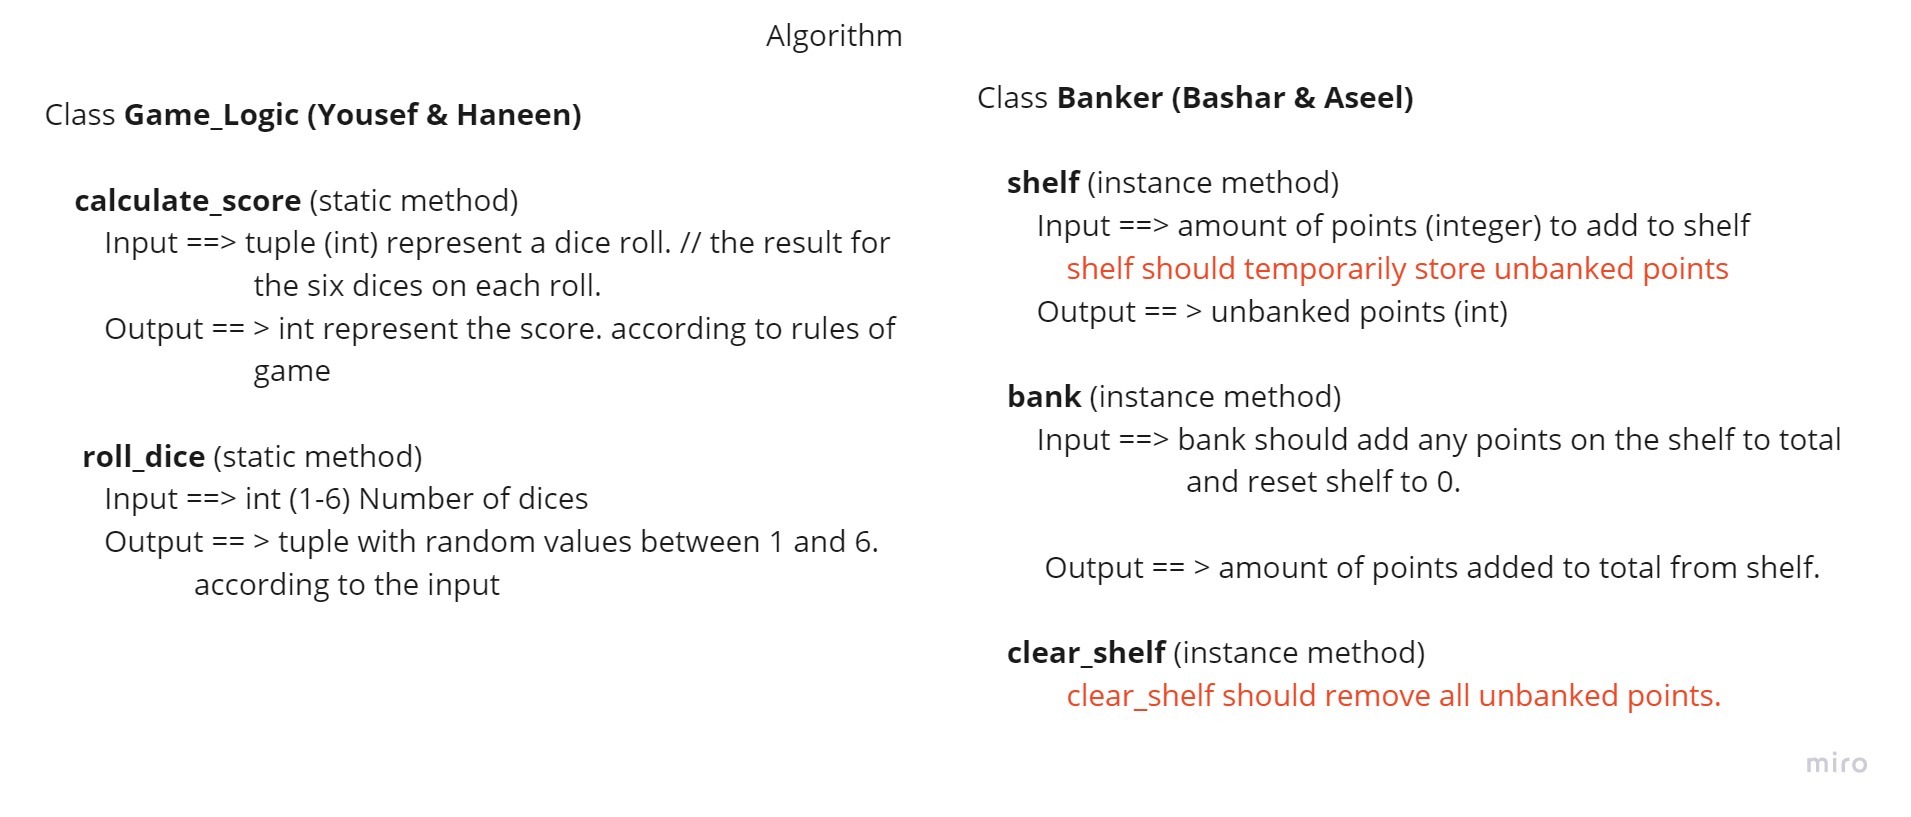 Algorithm
Class Game_Logic (Yousef & Haneen)
calculate_score (static method)
Input ==> tuple (int) represent a dice roll. // the result for
the six dices on each roll.
Output == > int represent the score. according to rules of
game
roll_dice (static method)
Input ==> int (1-6) Number of dices
Output == > tuple with random values between 1 and 6.
according to the input
Class Banker (Bashar & Aseel)
shelf (instance method)
Input ==> amount of points (integer) to add to shelf
shelf should temporarily store unbanked points
Output == > unbanked points (int)
bank (instance method)
Input ==> bank should add any points on the shelf to total
and reset shelf to 0.
Output == > amount of points added to total from shelf.
clear_shelf (instance method)
clear_shelf should remove all unbanked points.
miro